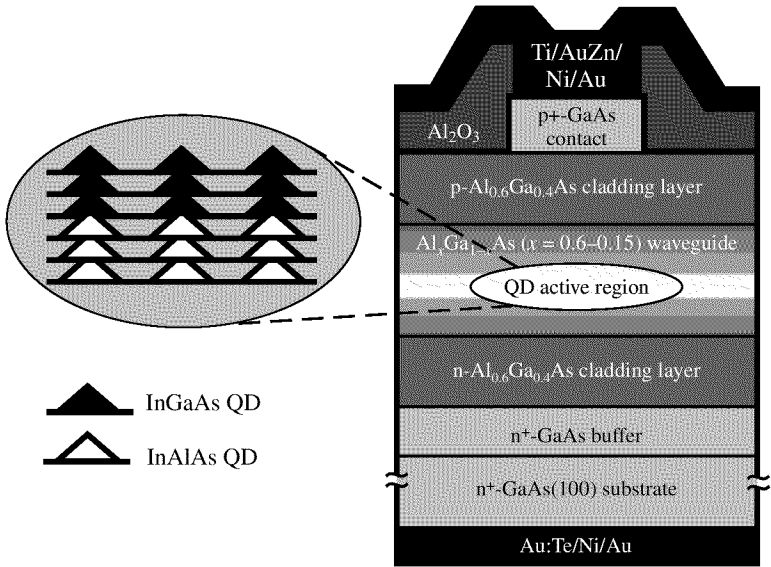 Ti/AuZn/
Ni/Au
Al₂O₃
p+-GaAs
contact
p-Al₀.₆Ga₀.₄As cladding layer
AlₓGa₁₋ₓAs (x = 0.6–0.15) waveguide
QD active region
n-Al₀.₆Ga₀.₄As cladding layer
InGaAs QD
InAlAs QD
n⁺-GaAs buffer
n⁺-GaAs(100) substrate
Au:Te/Ni/Au